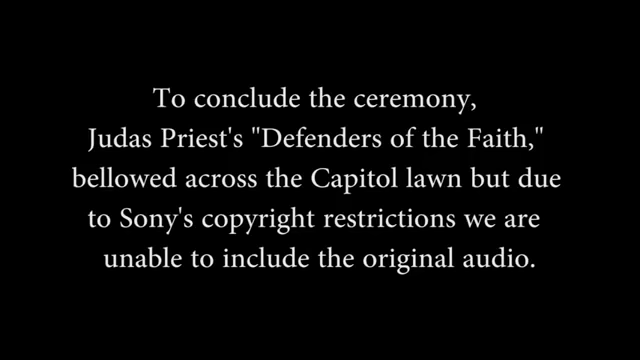 To conclude the ceremony,
Judas Priest's "Defenders of the Faith,"
bellowed across the Capitol lawn but due
to Sony's copyright restrictions we are
unable to include the original audio.